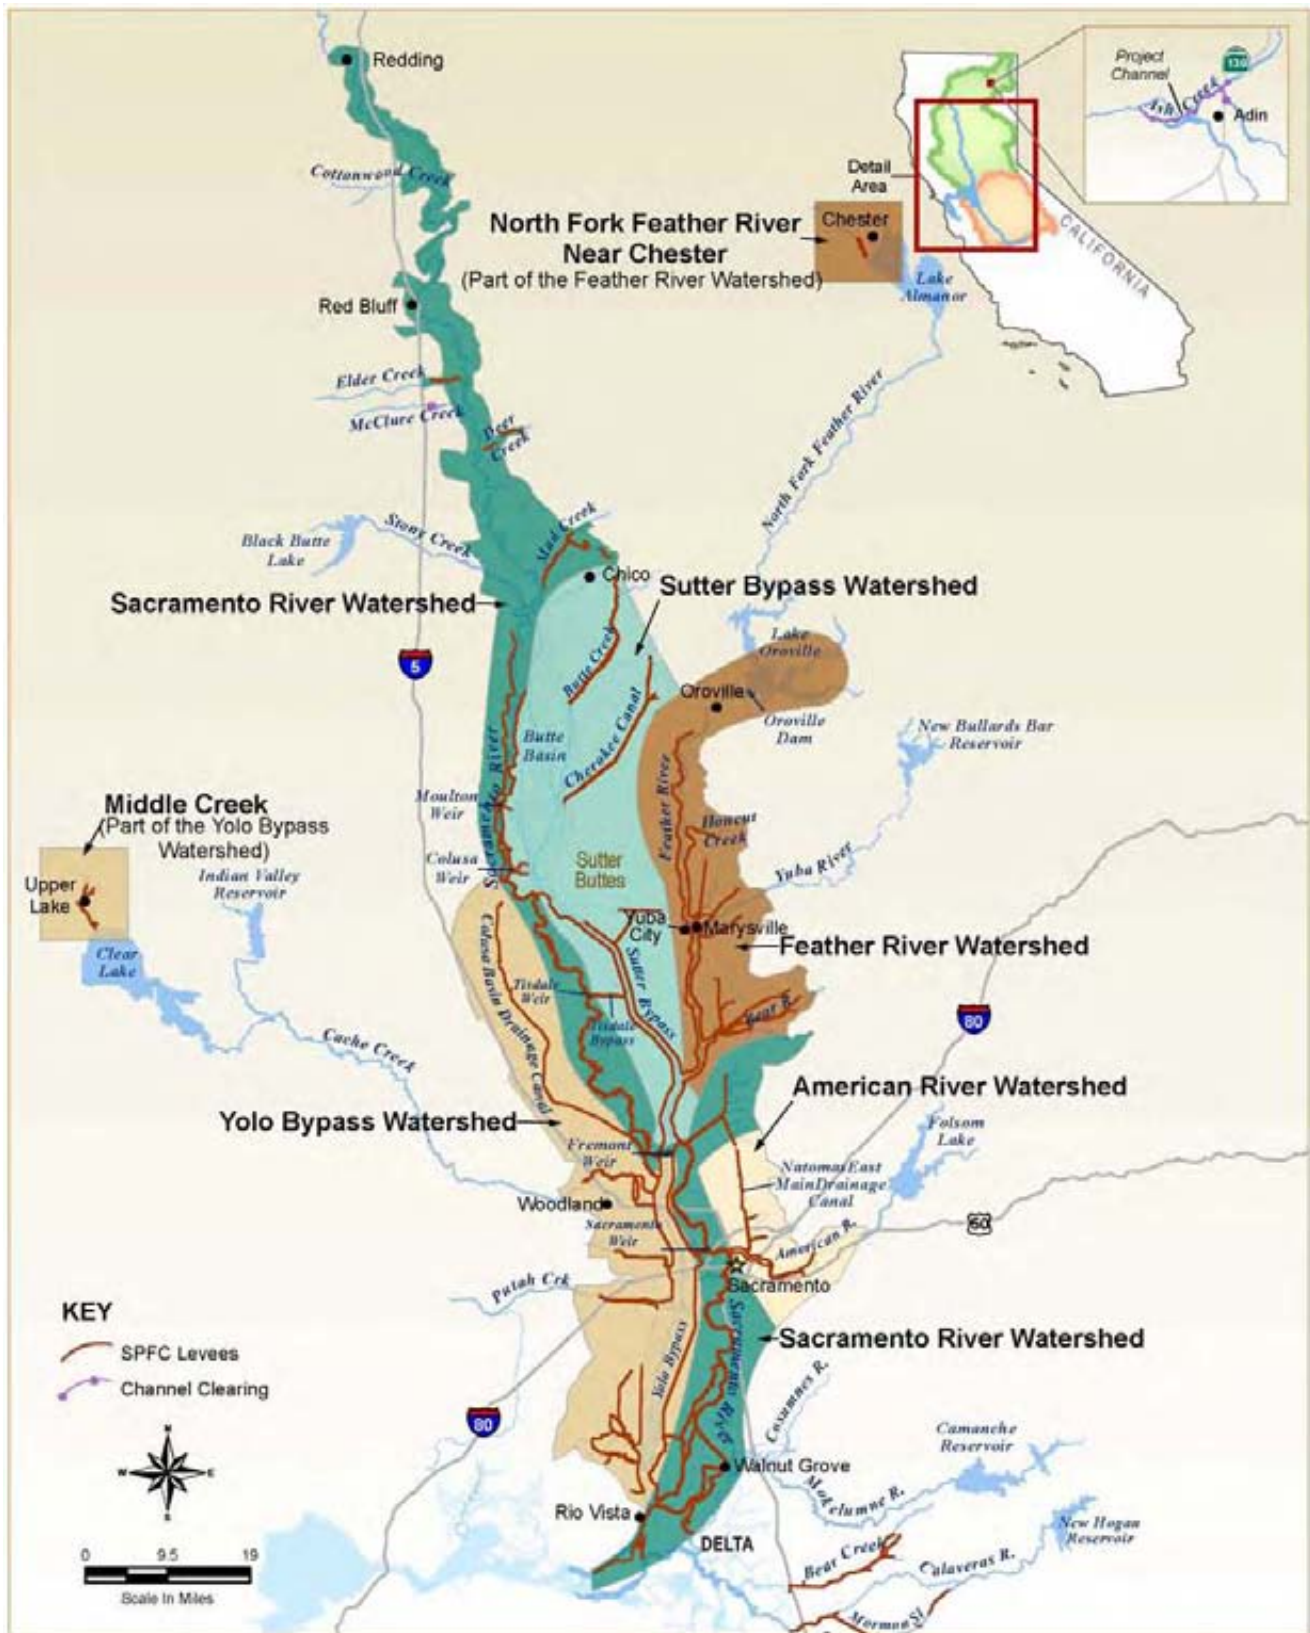 Redding
Project
Channel
139
Ash Creek
Adin
Cottonwood Creek
Detail
Area
CALIFORNIA
North Fork Feather River
Near Chester
(Part of the Feather River Watershed)
Chester
Lake
Almanor
Red Bluff
Elder Creek
McClure Creek
Deer
Creek
North Fork Feather River
Black Butte
Lake
Stony Creek
Mud Creek
Chico
Sutter Bypass Watershed
Sacramento River Watershed
5
Butte Creek
Lake
Oroville
Oroville
Oroville
Dam
Cherokee Canal
Butte
Basin
Sacramento River
New Bullards Bar
Reservoir
Feather River
Moulton
Weir
Honcut
Creek
Middle Creek
(Part of the Yolo Bypass
Watershed)
Indian Valley
Reservoir
Upper
Lake
Clear
Lake
Colusa
Weir
Sutter
Buttes
Yuba River
Yuba
City
Marysville
Feather River Watershed
Colusa Basin Drainage Canal
Tisdale
Weir
Sutter Bypass
Tisdale
Bypass
Bear R.
80
Cache Creek
American River Watershed
Yolo Bypass Watershed
Folsom
Lake
Fremont
Weir
Natomas East
Main Drainage
Canal
Woodland
Sacramento
Weir
American R.
50
Putah Crk
Sacramento
KEY
SPFC Levees
Channel Clearing
Yolo Bypass
Sacramento River
Sacramento River Watershed
Cosumnes R.
80
Camanche
Reservoir
N
W
E
S
Walnut Grove
Mokelumne R.
Rio Vista
New Hogan
Reservoir
DELTA
Bear Creek
Calaveras R.
0 9.5 19
Scale In Miles
Mormon Sl